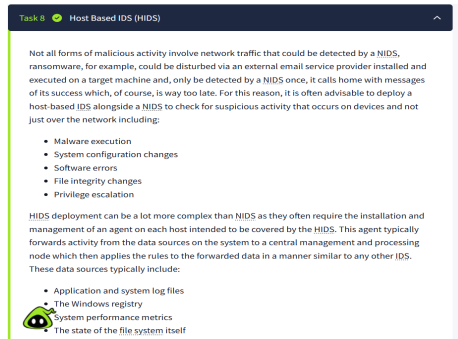 Task 8 Host Based IDS (HIDS)
Not all forms of malicious activity involve network traffic that could be detected by a NIDS,
ransomware, for example, could be disturbed via an external email service provider installed and
executed on a target machine and, only be detected by a NIDS once, it calls home with messages
of its success which, of course, is way too late. For this reason, it is often advisable to deploy a
host-based IDS alongside a NIDS to check for suspicious activity that occurs on devices and not
just over the network including:
• Malware execution
• System configuration changes
• Software errors
• File integrity changes
• Privilege escalation
HIDS deployment can be a lot more complex than NIDS as they often require the installation and
management of an agent on each host intended to be covered by the HIDS. This agent typically
forwards activity from the data sources on the system to a central management and processing
node which then applies the rules to the forwarded data in a manner similar to any other IDS.
These data sources typically include:
• Application and system log files
• The Windows registry
System performance metrics
• The state of the file system itself